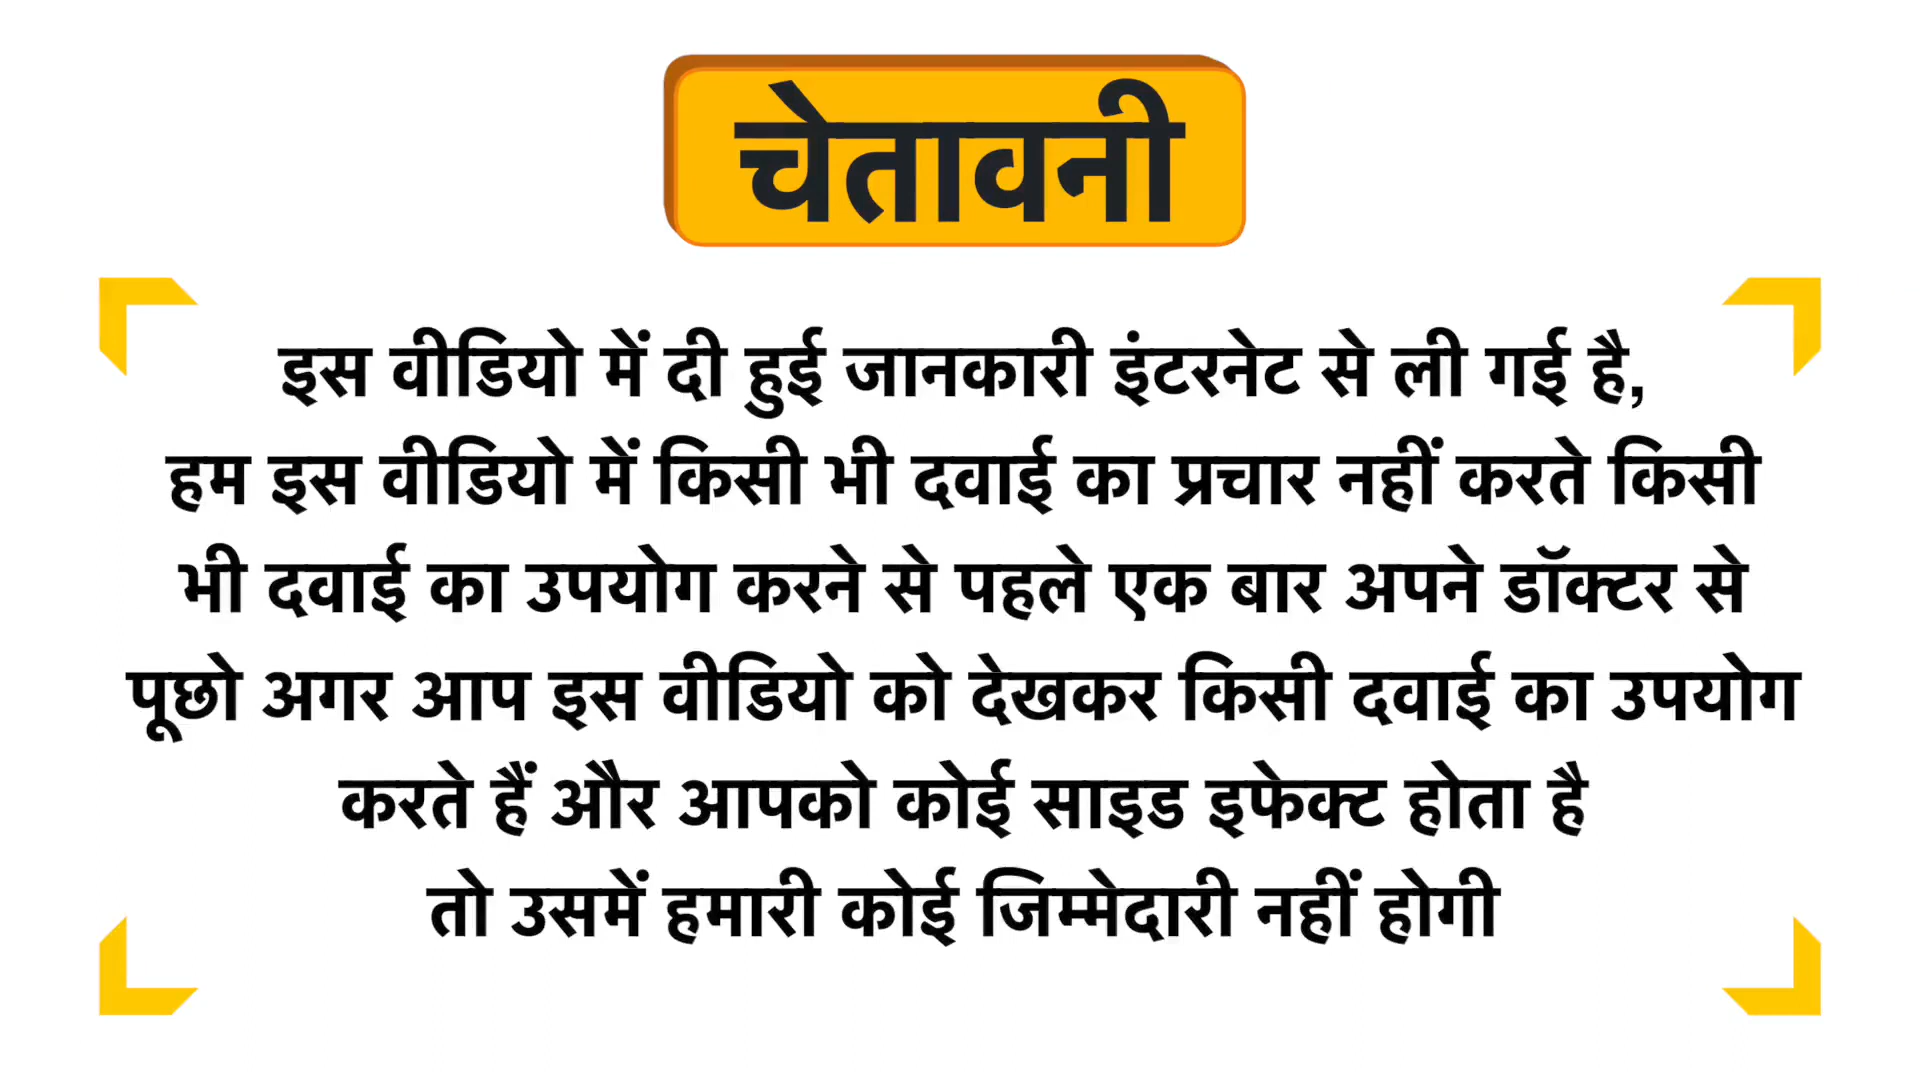 चेतावनी
इस वीडियो में दी हुई जानकारी इंटरनेट से ली गई है,
हम इस वीडियो में किसी भी दवाई का प्रचार नहीं करते किसी
भी दवाई का उपयोग करने से पहले एक बार अपने डॉक्टर से
पूछो अगर आप इस वीडियो को देखकर किसी दवाई का उपयोग
करते हैं और आपको कोई साइड इफेक्ट होता है
तो उसमें हमारी कोई जिम्मेदारी नहीं होगी